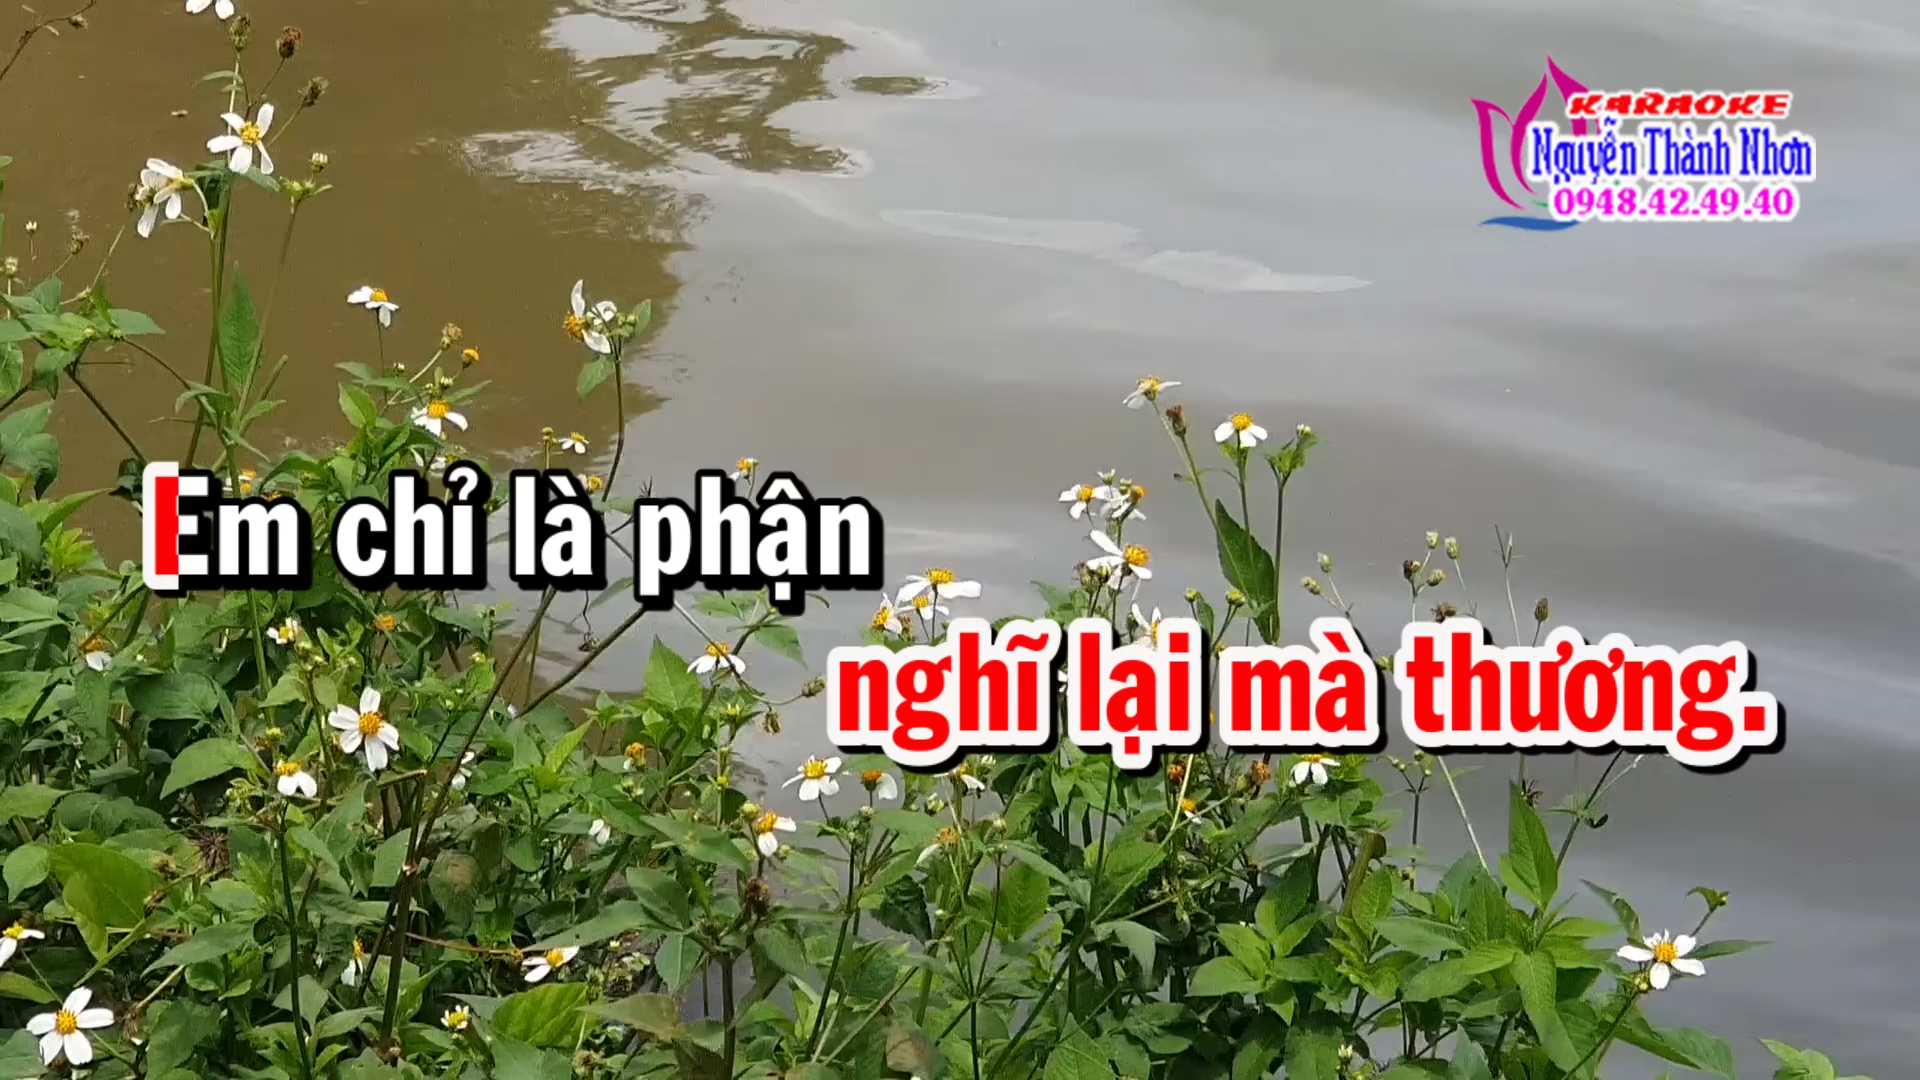 KARAOKE
Nguyễn Thành Nhơn
0948.42.49.40
Em chỉ là phận
nghĩ lại mà thương.